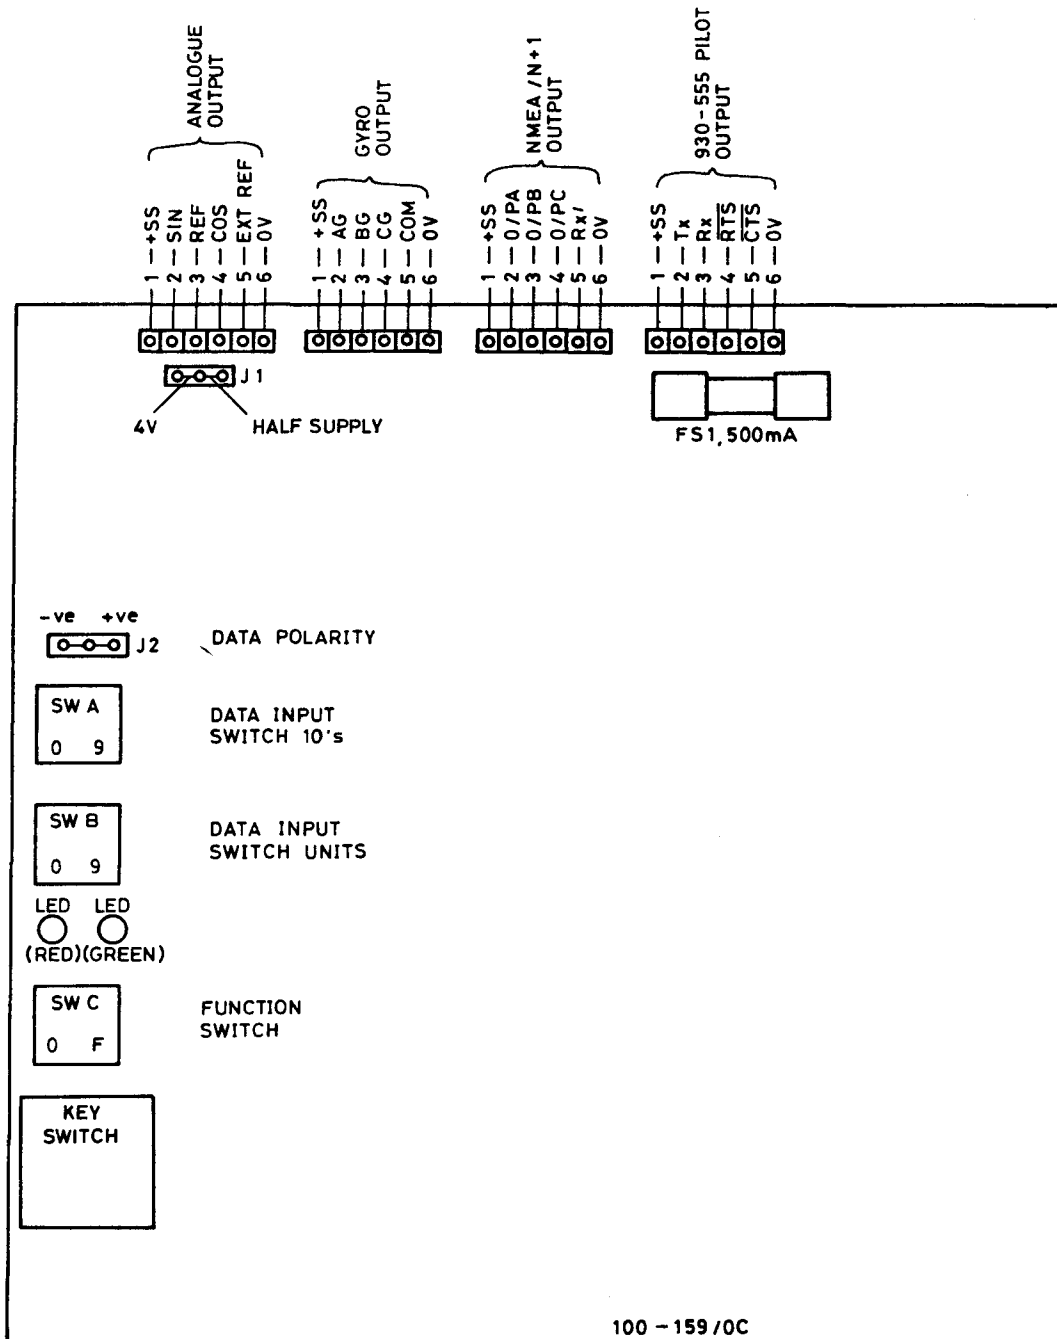 ANALOGUE
OUTPUT
1 - +SS
2 - SIN
3 - REF
4 - COS
5 - EXT REF
6 - 0V
GYRO
OUTPUT
1 - +SS
2 - AG
3 - BG
4 - CG
5 - COM
6 - 0V
NMEA/N+1
OUTPUT
1 - +SS
2 - O/PA
3 - O/PB
4 - O/PC
5 - Rx/
6 - 0V
930-555 PILOT
OUTPUT
1 - +SS
2 - Tx
3 - Rx
4 - RTS
5 - CTS
6 - 0V
J1
4V
HALF SUPPLY
FS1, 500mA
-ve +ve
J2
DATA POLARITY
SW A
0 9
DATA INPUT
SWITCH 10's
SW B
0 9
DATA INPUT
SWITCH UNITS
LED LED
(RED)(GREEN)
SW C
0 F
FUNCTION
SWITCH
KEY
SWITCH
100-159/0C